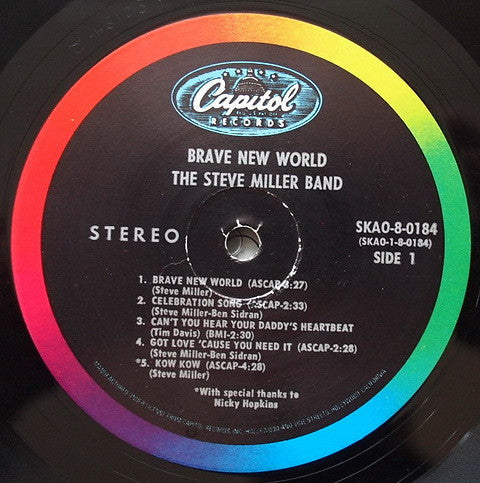 Capitol
RECORDS
BRAVE NEW WORLD
THE STEVE MILLER BAND
STEREO
SKAO-8-0184
(SKAO-1-8-0184)
SIDE 1
1. BRAVE NEW WORLD (ASCAP-3:27)
(Steve Miller)
2. CELEBRATION SONG (ASCAP-2:33)
(Steve Miller-Ben Sidran)
3. CAN'T YOU HEAR YOUR DADDY'S HEARTBEAT
(Tim Davis) (BMI-2:30)
4. GOT LOVE 'CAUSE YOU NEED IT (ASCAP-2:28)
(Steve Miller-Ben Sidran)
*5. KOW KOW (ASCAP-4:28)
(Steve Miller)
*With special thanks to
Nicky Hopkins